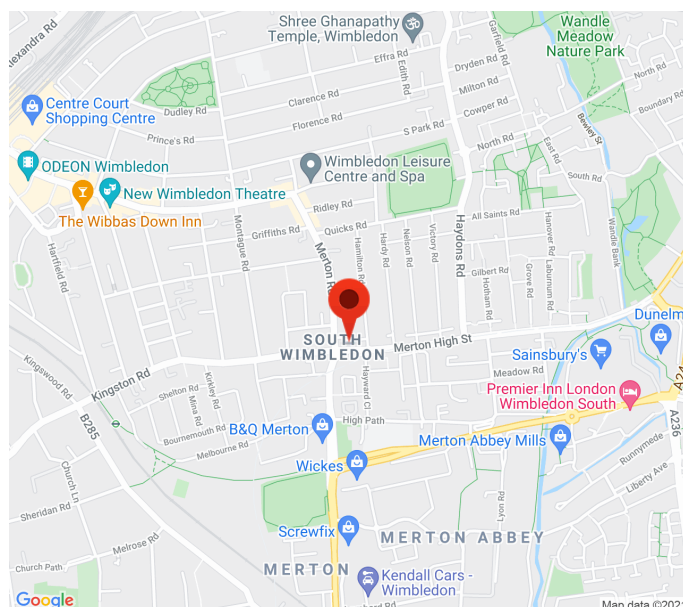 Shree Ghanapathy
Temple, Wimbledon
Wandle
Meadow
Nature Park
Alexandra Rd
Garfield Rd
Effra Rd
Edith Rd
Dryden Rd
North Rd
Milton Rd
Clarence Rd
Centre Court
Shopping Centre
Dudley Rd
Cowper Rd
Boundary Rd
Florence Rd
Bewley St
S Park Rd
Prince's Rd
North Rd
East Rd
ODEON Wimbledon
Wimbledon Leisure
Centre and Spa
South Rd
New Wimbledon Theatre
The Wibbas Down Inn
Ridley Rd
All Saints Rd
Montague Rd
Griffiths Rd
Quicks Rd
Victory Rd
Nelson Rd
Hardy Rd
Hamilton Rd
Haydons Rd
Hanover Rd
Laburnum Rd
Wandle Bank
Hartfield Rd
Merton Rd
Gilbert Rd
Hotham Rd
Grove Rd
Dunelm
SOUTH
WIMBLEDON
Merton High St
Sainsbury's
Kingswood Rd
Kingston Rd
Meadow Rd
A24
Shelton Rd
Kirkley Rd
Mina Rd
Hayward Cl
Premier Inn London
Wimbledon South
B285
High Path
A236
B&Q Merton
Bournemouth Rd
Melbourne Rd
Merton Abbey Mills
Runnymede
Wickes
Church Ln
Liberty Ave
Sheridan Rd
Lyon Rd
Screwfix
Melrose Rd
MERTON ABBEY
Church Path
MERTON
Kendall Cars -
Wimbledon
Google
Map data ©202